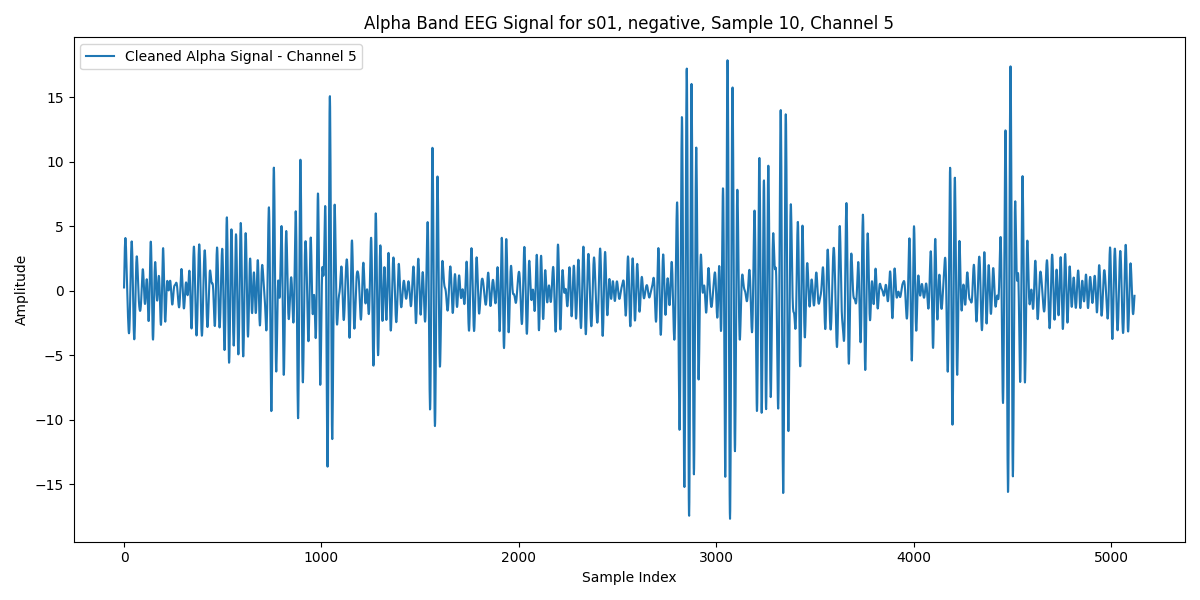 Alpha Band EEG Signal for s01, negative, Sample 10, Channel 5
Cleaned Alpha Signal - Channel 5
Amplitude
15
10
5
0
−5
−10
−15
0 1000 2000 3000 4000 5000
Sample Index